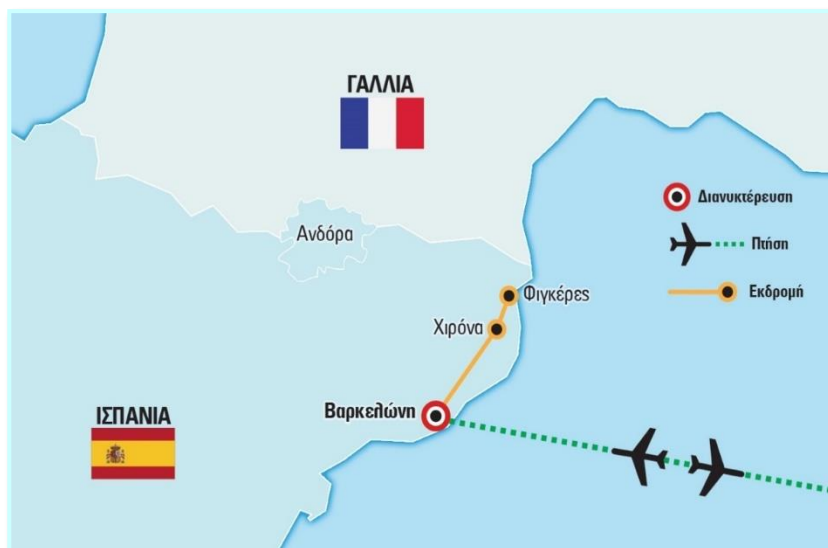 ΓΑΛΛΙΑ
Διανυκτέρευση
Ανδόρα
Πτήση
Φιγκέρες
Εκδρομή
Χιρόνα
Βαρκελώνη
ΙΣΠΑΝΙΑ